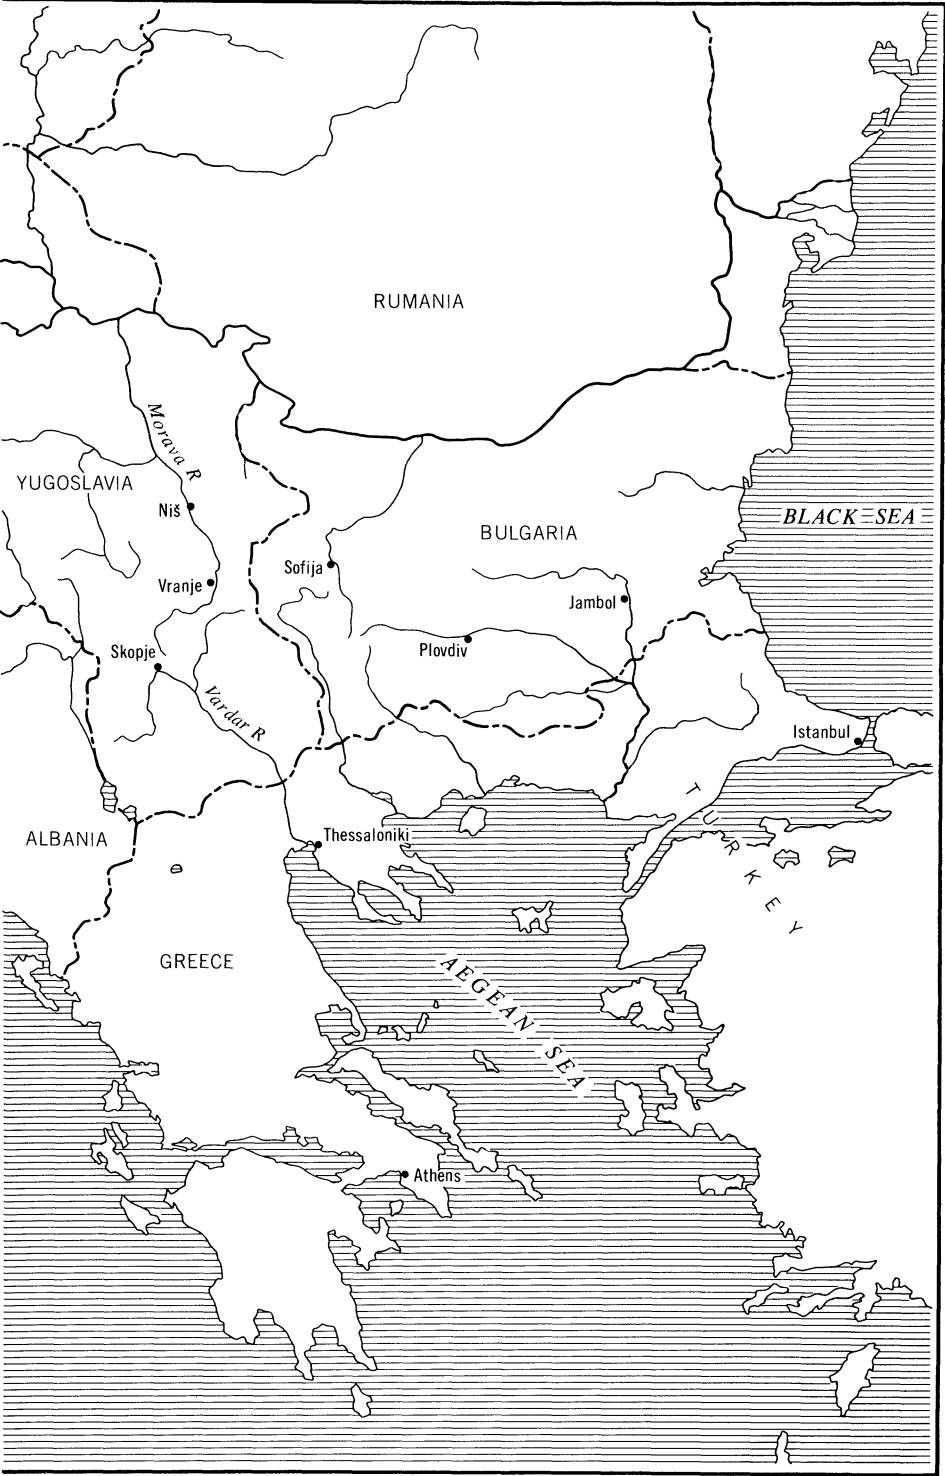 RUMANIA
Morava R
YUGOSLAVIA
Niš
BLACK SEA
BULGARIA
Sofija
Vranje
Jambol
Skopje
Plovdiv
Vardar R
Istanbul
TURKEY
ALBANIA
Thessaloniki
GREECE
AEGEAN SEA
Athens